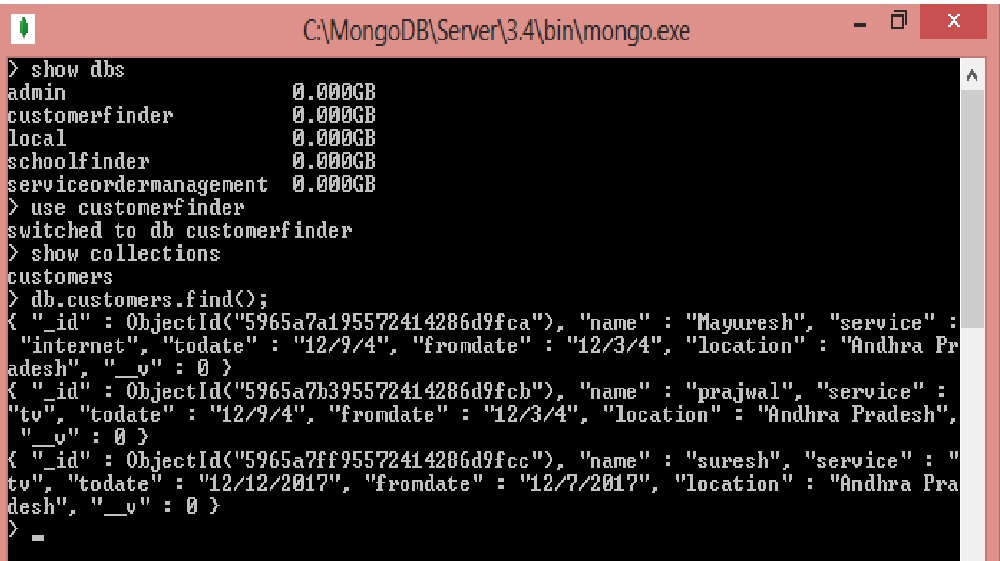 C:\MongoDB\Server\3.4\bin\mongo.exe
> show dbs
admin                    0.000GB
customerfinder           0.000GB
local                    0.000GB
schoolfinder             0.000GB
serviceordermanagement  0.000GB
> use customerfinder
switched to db customerfinder
> show collections
customers
> db.customers.find();
{ "_id" : ObjectId("5965a7a195572414286d9fca"), "name" : "Mayuresh", "service" :
 "internet", "todate" : "12/9/4", "fromdate" : "12/3/4", "location" : "Andhra Pr
adesh", "__v" : 0 }
{ "_id" : ObjectId("5965a7b395572414286d9fcb"), "name" : "prajwal", "service" :
"tv", "todate" : "12/9/4", "fromdate" : "12/3/4", "location" : "Andhra Pradesh",
 "__v" : 0 }
{ "_id" : ObjectId("5965a7ff95572414286d9fcc"), "name" : "suresh", "service" : "
tv", "todate" : "12/12/2017", "fromdate" : "12/7/2017", "location" : "Andhra Pra
desh", "__v" : 0 }
> _